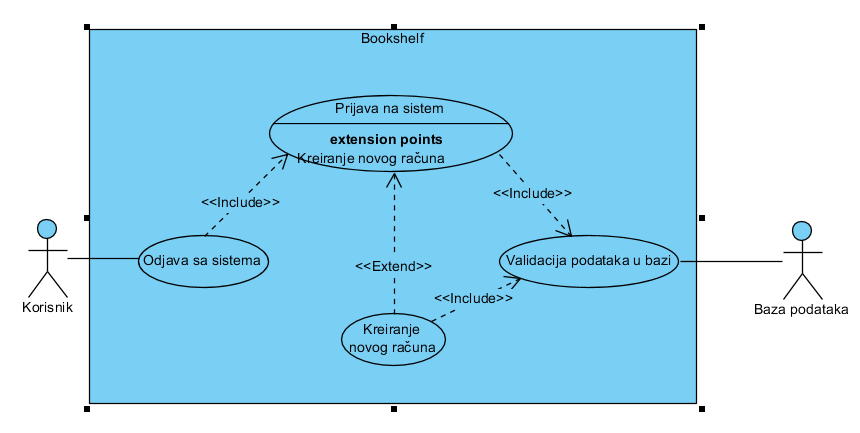 Bookshelf
Prijava na sistem
extension points
Kreiranje novog računa
<<Include>>
<<Include>>
Odjava sa sistema
<<Extend>>
Validacija podataka u bazi
<<Include>>
Korisnik
Baza podataka
Kreiranje
novog računa